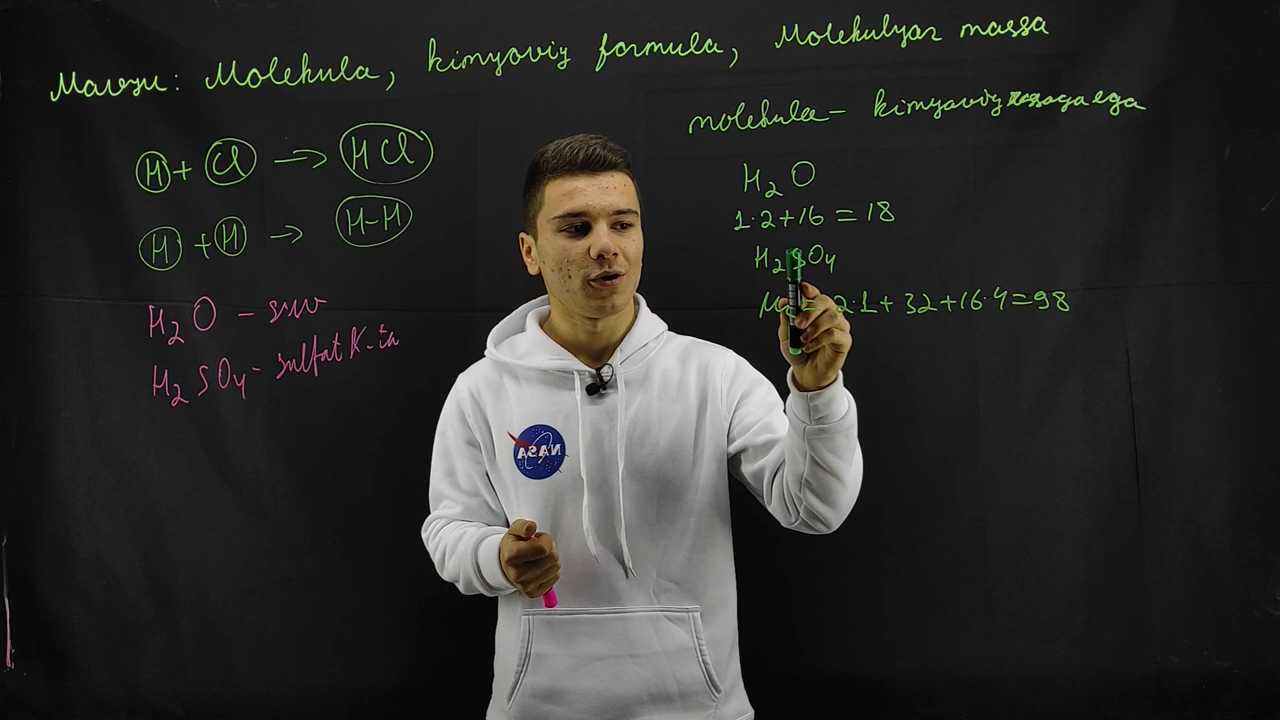 Mavzu: Molekula, kimyoviy formula, Molekulyar massa
H + Cl → HCl
H + H → H-H
H2O - suv
H2SO4 - sulfat K-ta
molekula - kimyoviy ega
H2O
1·2+16=18
H2SO4
= 2·1+32+16·4=98
NASA